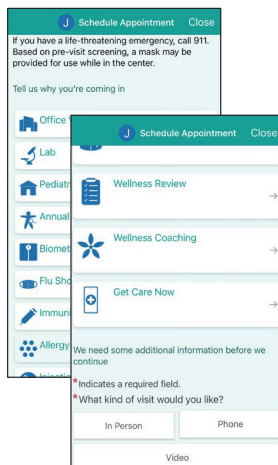 J Schedule Appointment Close
If you have a life-threatening emergency, call 911.
Based on pre-visit screening, a mask may be
provided for use while in the center.
Tell us why you're coming in
Office
Lab
Pediatr
Annual
Biomet
Flu Sho
Immuni
Allergy
J Schedule Appointment Close
Wellness Review
Wellness Coaching
Get Care Now
We need some additional information before we
continue
*Indicates a required field.
*What kind of visit would you like?
In Person Phone
Video